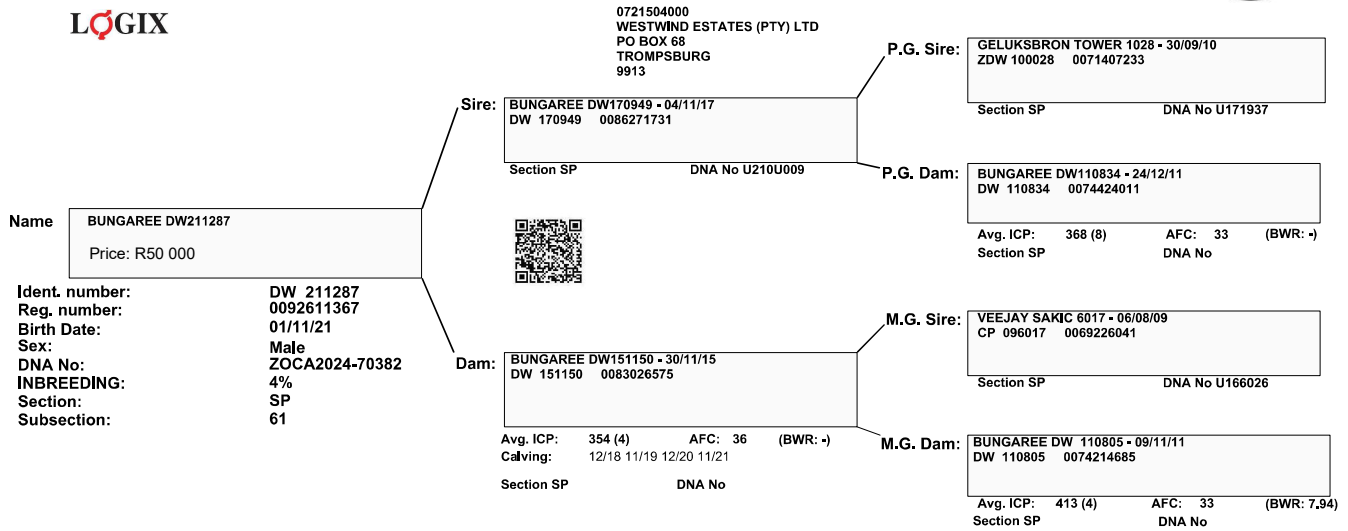 LOGIX
0721504000
WESTWIND ESTATES (PTY) LTD
PO BOX 68
TROMPSBURG
9913
P.G. Sire:
GELUKSBRON TOWER 1028 - 30/09/10
ZDW 100028 0071407233
Section SP DNA No U171937
Sire:
BUNGAREE DW170949 - 04/11/17
DW 170949 0086271731
Section SP DNA No U210U009
P.G. Dam:
BUNGAREE DW110834 - 24/12/11
DW 110834 0074424011
Avg. ICP: 368 (8) AFC: 33 (BWR: -)
Section SP DNA No
Name BUNGAREE DW211287
Price: R50 000
Ident. number: DW 211287
Reg. number: 0092611367
Birth Date: 01/11/21
Sex: Male
DNA No: ZOCA2024-70382
INBREEDING: 4%
Section: SP
Subsection: 61
M.G. Sire:
VEEJAY SAKIC 6017 - 06/08/09
CP 096017 0069226041
Section SP DNA No U166026
Dam:
BUNGAREE DW151150 - 30/11/15
DW 151150 0083026575
Avg. ICP: 354 (4) AFC: 36 (BWR: -)
Calving: 12/18 11/19 12/20 11/21
Section SP DNA No
M.G. Dam:
BUNGAREE DW 110805 - 09/11/11
DW 110805 0074214685
Avg. ICP: 413 (4) AFC: 33 (BWR: 7.94)
Section SP DNA No